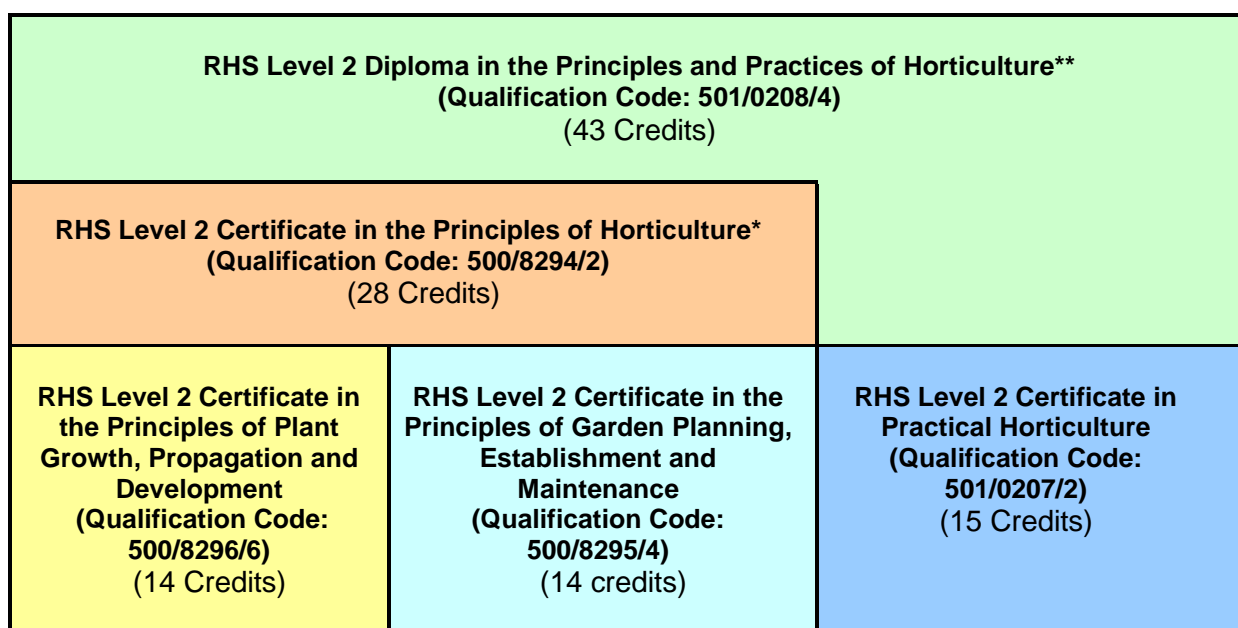 RHS Level 2 Diploma in the Principles and Practices of Horticulture**
(Qualification Code: 501/0208/4)
(43 Credits)
RHS Level 2 Certificate in the Principles of Horticulture*
(Qualification Code: 500/8294/2)
(28 Credits)
RHS Level 2 Certificate in
the Principles of Plant
Growth, Propagation and
Development
(Qualification Code:
500/8296/6)
(14 Credits)
RHS Level 2 Certificate in the
Principles of Garden Planning,
Establishment and
Maintenance
(Qualification Code:
500/8295/4)
(14 credits)
RHS Level 2 Certificate in
Practical Horticulture
(Qualification Code:
501/0207/2)
(15 Credits)